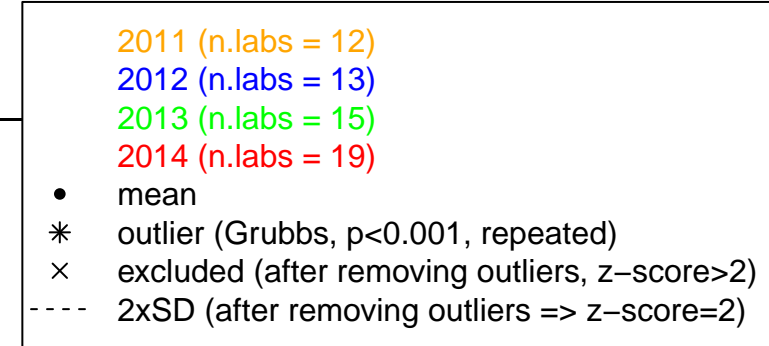 2011 (n.labs = 12)
2012 (n.labs = 13)
2013 (n.labs = 15)
2014 (n.labs = 19)
mean
outlier (Grubbs, p<0.001, repeated)
excluded (after removing outliers, z−score>2)
2xSD (after removing outliers => z−score=2)